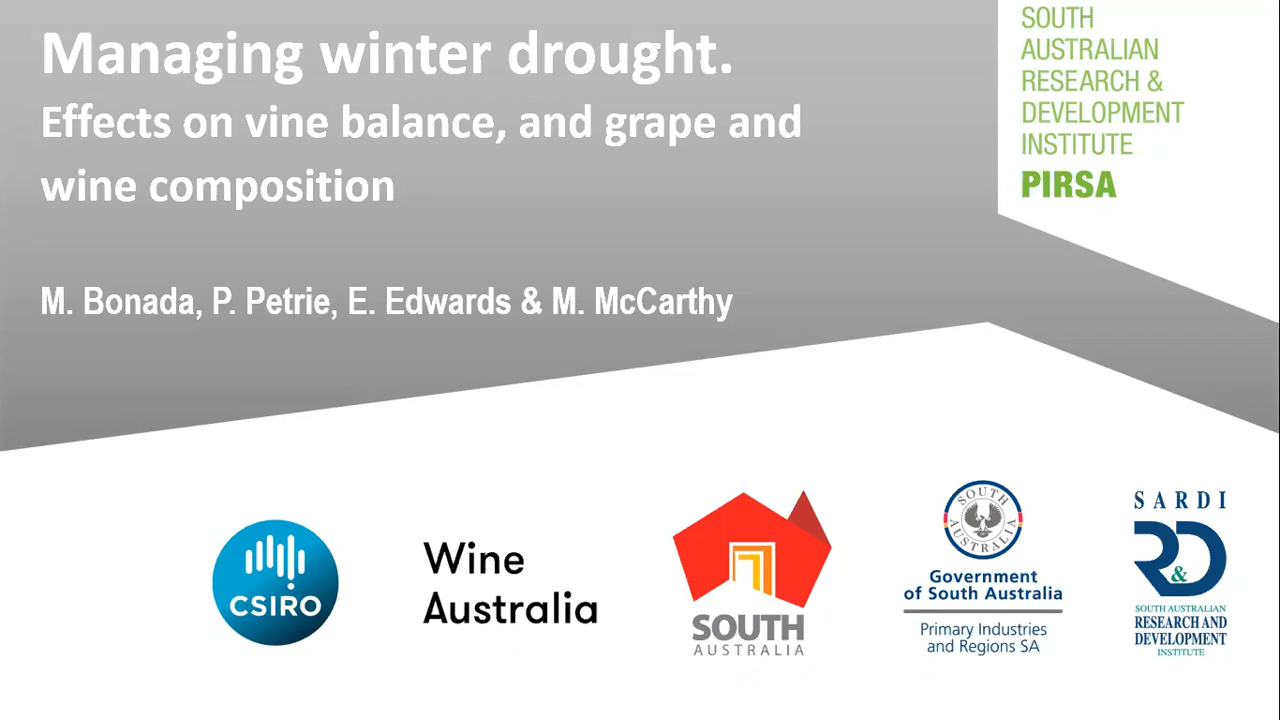 Managing winter drought.
Effects on vine balance, and grape and
wine composition
M. Bonada, P. Petrie, E. Edwards & M. McCarthy
SOUTH
AUSTRALIAN
RESEARCH &
DEVELOPMENT
INSTITUTE
PIRSA
CSIRO
Wine
Australia
SOUTH
AUSTRALIA
SOUTH AUSTRALIA
Government
of South Australia
Primary Industries
and Regions SA
SARDI
R&D
SOUTH AUSTRALIAN
RESEARCH AND
DEVELOPMENT
INSTITUTE